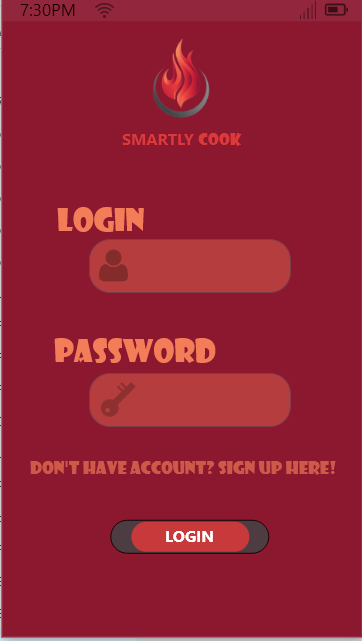 7:30PM
SMARTLY COOK
LOGIN
PASSWORD
DON'T HAVE ACCOUNT? SIGN UP HERE!
LOGIN